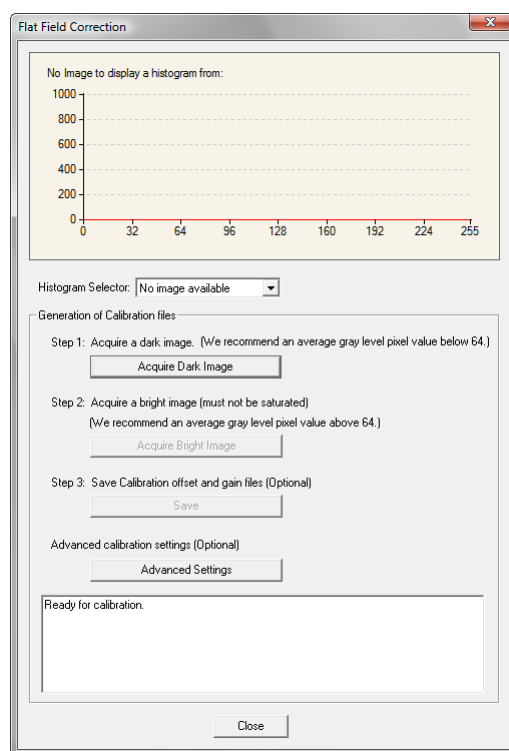 Flat Field Correction
No Image to display a histogram from:
1000
800
600
400
200
0
0 32 64 96 128 160 192 224 255
Histogram Selector: No image available
Generation of Calibration files
Step 1: Acquire a dark image. (We recommend an average gray level pixel value below 64.)
Acquire Dark Image
Step 2: Acquire a bright image (must not be saturated)
(We recommend an average gray level pixel value above 64.)
Acquire Bright Image
Step 3: Save Calibration offset and gain files (Optional)
Save
Advanced calibration settings (Optional)
Advanced Settings
Ready for calibration.
Close